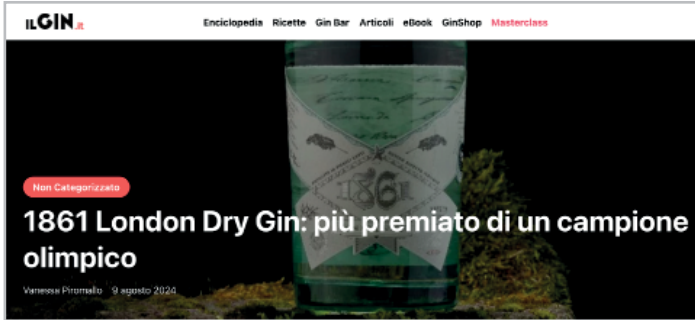 ILGIN.it
Enciclopedia Ricette Gin Bar Articoli eBook GinShop Masterclass
1861
Non Categorizzato
1861 London Dry Gin: più premiato di un campione
olimpico
Vanessa Piromallo 9 agosto 2024